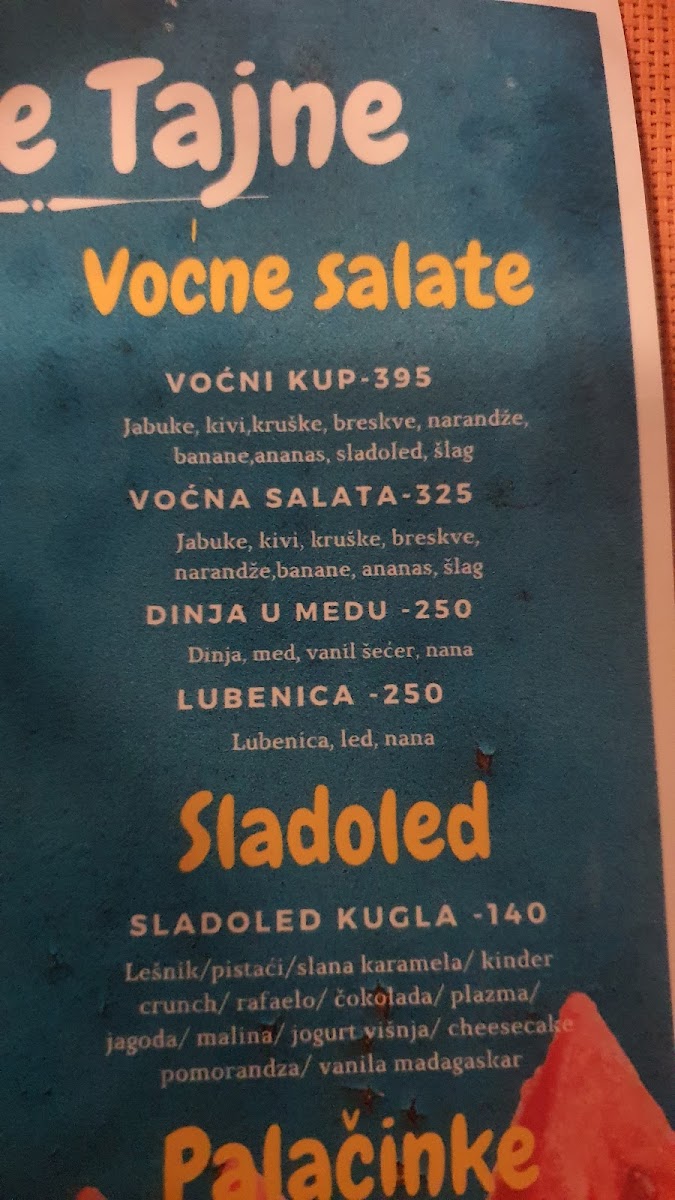 e Tajne
Voćne salate
VOĆNI KUP-395
Jabuke, kivi,kruške, breskve, narandže,
banane,ananas, sladoled, šlag
VOĆNA SALATA-325
Jabuke, kivi, kruške, breskve,
narandže,banane, ananas, šlag
DINJA U MEDU -250
Dinja, med, vanil šećer, nana
LUBENICA -250
Lubenica, led, nana
Sladoled
SLADOLED KUGLA -140
Lešnik/pistaći/slana karamela/ kinder
crunch/ rafaelo/ čokolada/ plazma/
jagoda/ malina/ jogurt višnja/ cheesecake
pomorandza/ vanila madagaskar
Palačinke